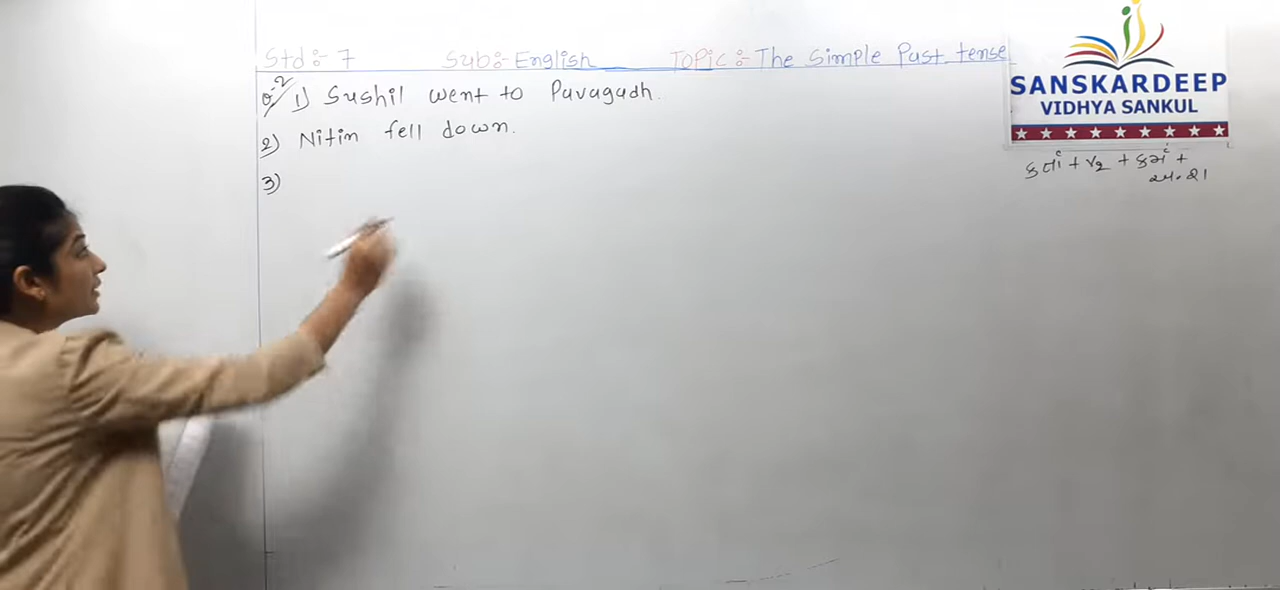 Std :- 7 Sub:- English Topic :- The Simple Past tense
Q-2 1) Sushil went to Pavagadh.
2) Nitin fell down.
3)
SANSKARDEEP
VIDHYA SANKUL
કર્તા + V2 + કર્મ +
અ.શા